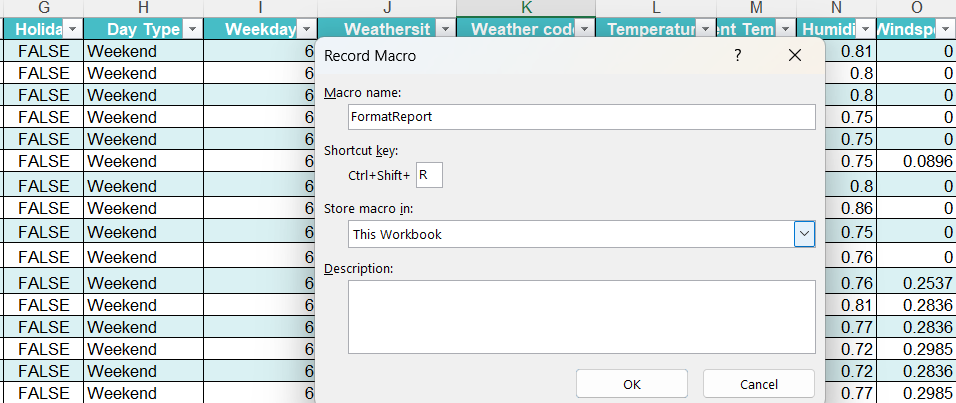 G H I J K L M N O
Holida Day Type Weekday Weathersit Weather code Temperatur nt Tem Humidi Windspe
FALSE Weekend 6 0.81 0
Record Macro ?
FALSE Weekend 6 0.8 0
Macro name:
FALSE Weekend 6 0.8 0
FormatReport
FALSE Weekend 6 0.75 0
FALSE Weekend 6 0.75 0
Shortcut key:
FALSE Weekend 6 0.75 0.0896
Ctrl+Shift+ R
FALSE Weekend 6 0.8 0
Store macro in:
FALSE Weekend 6 0.86 0
This Workbook
FALSE Weekend 6 0.75 0
FALSE Weekend 6 0.76 0
Description:
FALSE Weekend 6 0.76 0.2537
FALSE Weekend 6 0.81 0.2836
FALSE Weekend 6 0.77 0.2836
FALSE Weekend 6 0.72 0.2985
FALSE Weekend 6 0.72 0.2836
OK Cancel
FALSE Weekend 6 0.77 0.2985